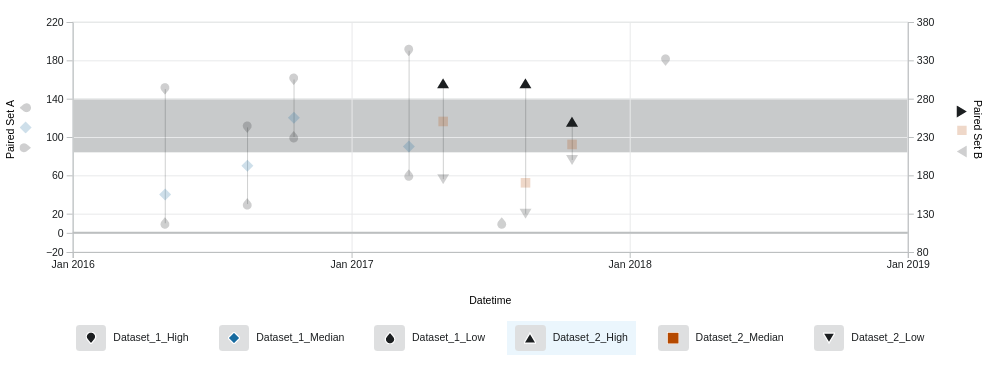 220
180
140
100
60
20
0
−20
380
330
280
230
180
130
80
Paired Set A
Paired Set B
Jan 2016
Jan 2017
Jan 2018
Jan 2019
Datetime
Dataset_1_High
Dataset_1_Median
Dataset_1_Low
Dataset_2_High
Dataset_2_Median
Dataset_2_Low